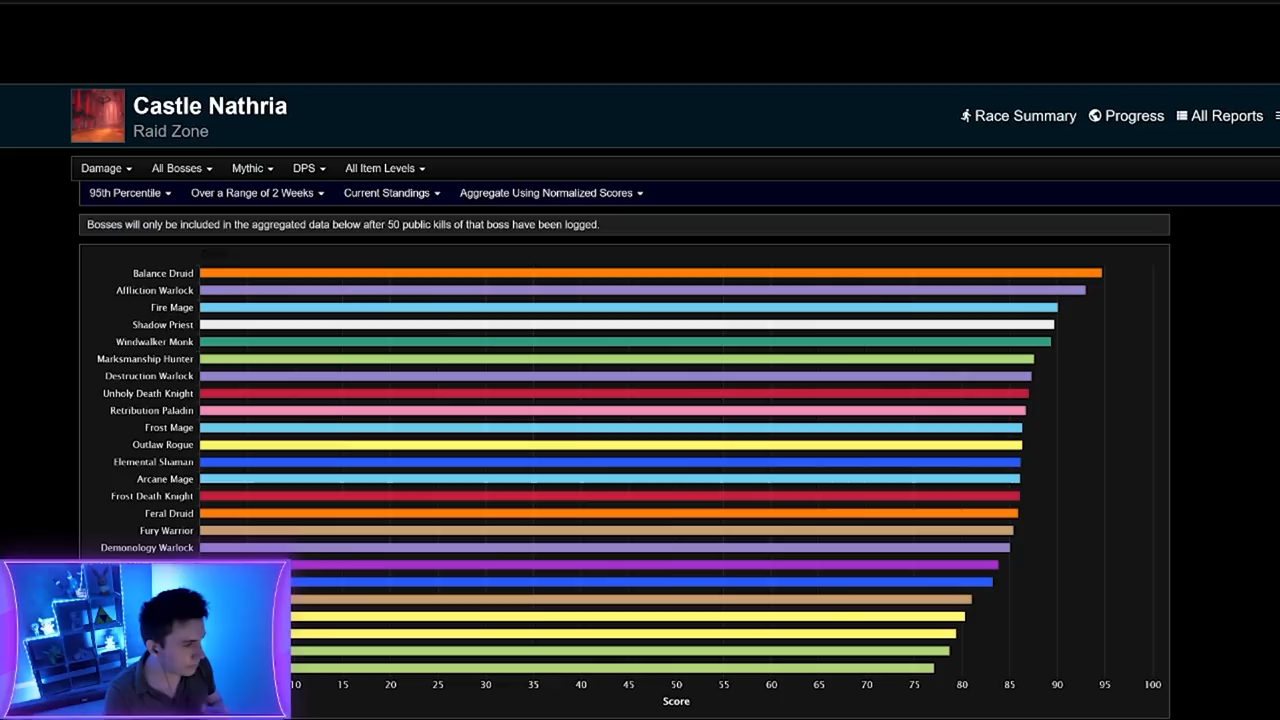 Castle Nathria
Raid Zone
Race Summary Progress All Reports
Damage All Bosses Mythic DPS All Item Levels
95th Percentile Over a Range of 2 Weeks Current Standings Aggregate Using Normalized Scores
Bosses will only be included in the aggregated data below after 50 public kills of that boss have been logged.
Balance Druid
Affliction Warlock
Fire Mage
Shadow Priest
Windwalker Monk
Marksmanship Hunter
Destruction Warlock
Unholy Death Knight
Retribution Paladin
Frost Mage
Outlaw Rogue
Elemental Shaman
Arcane Mage
Frost Death Knight
Feral Druid
Fury Warrior
Demonology Warlock
10 15 20 25 30 35 40 45 50 55 60 65 70 75 80 85 90 95 100
Score